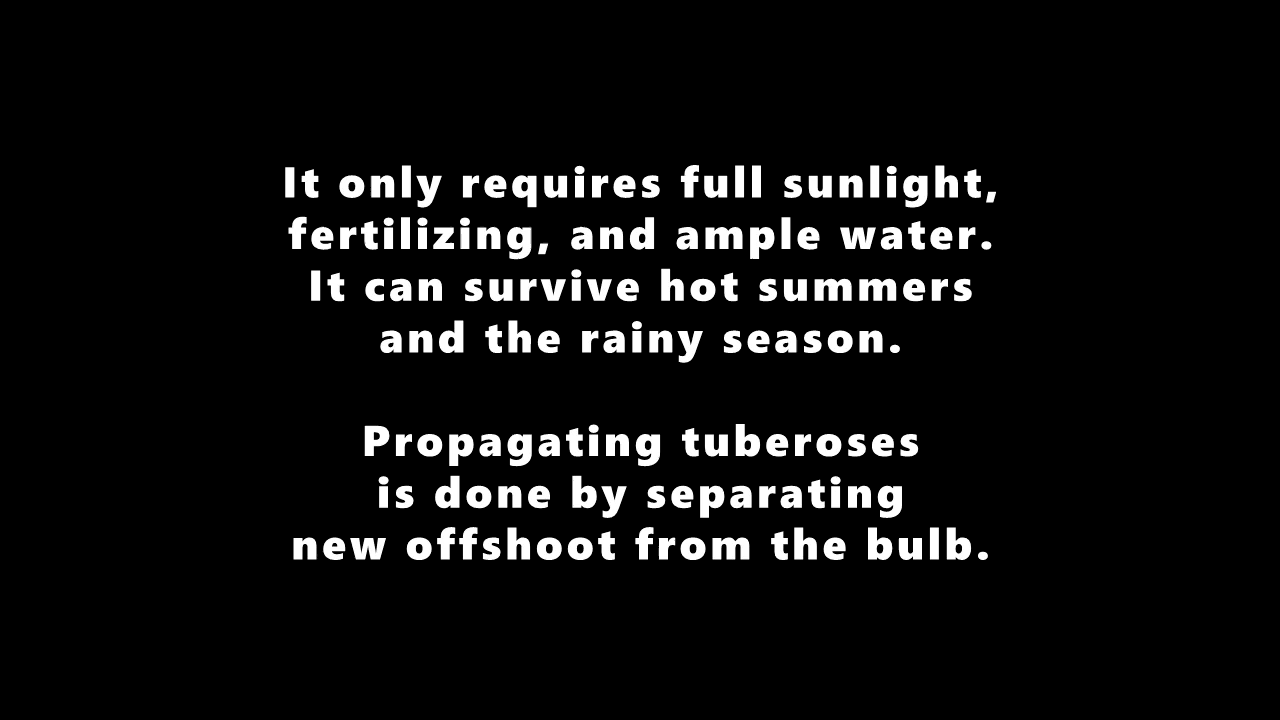 It only requires full sunlight,
fertilizing, and ample water.
It can survive hot summers
and the rainy season.
Propagating tuberoses
is done by separating
new offshoot from the bulb.